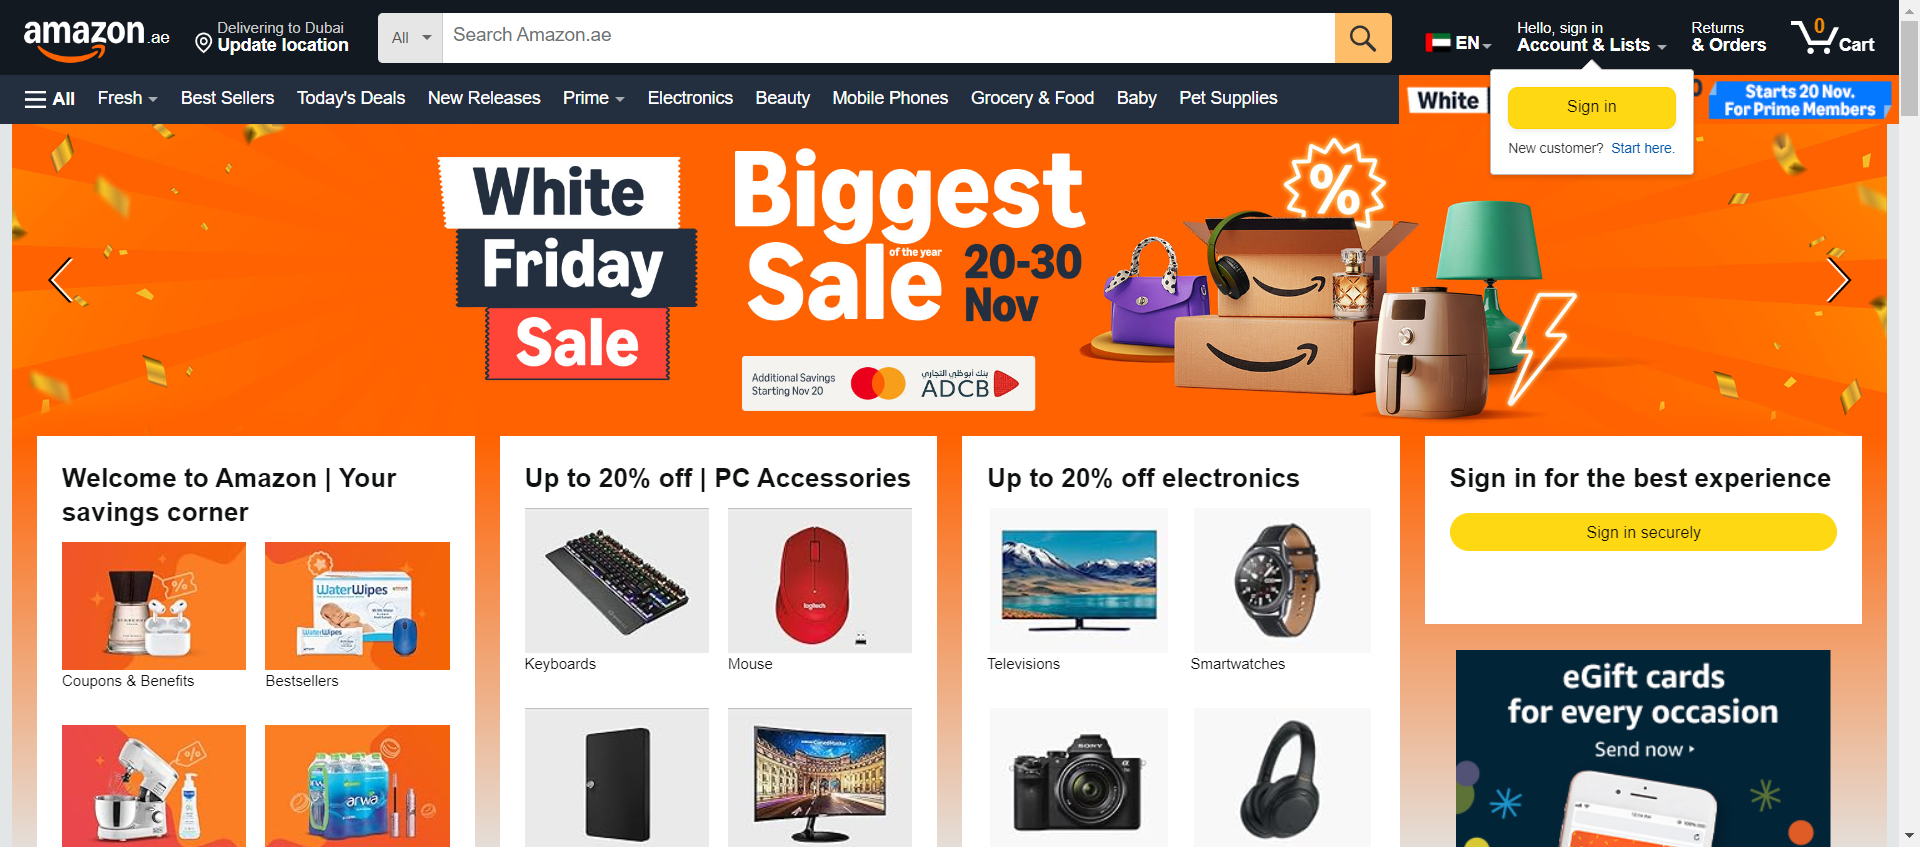 amazon.ae
Delivering to Dubai
Update location
All
Search Amazon.ae
EN
Hello, sign in
Account & Lists
Returns
& Orders
0
Cart
All
Fresh
Best Sellers
Today's Deals
New Releases
Prime
Electronics
Beauty
Mobile Phones
Grocery & Food
Baby
Pet Supplies
White
Starts 20 Nov.
For Prime Members
Sign in
New customer? Start here.
White
Friday
Sale
Biggest
Sale
of the year
20-30
Nov
%
Additional Savings
Starting Nov 20
بنك أبوظبي التجاري
ADCB
Welcome to Amazon | Your
savings corner
WaterWipes
WaterWipes
Coupons & Benefits
Bestsellers
arwa
Up to 20% off | PC Accessories
logitech
Keyboards
Mouse
Up to 20% off electronics
Televisions
Smartwatches
SONY
Sign in for the best experience
Sign in securely
eGift cards
for every occasion
Send now